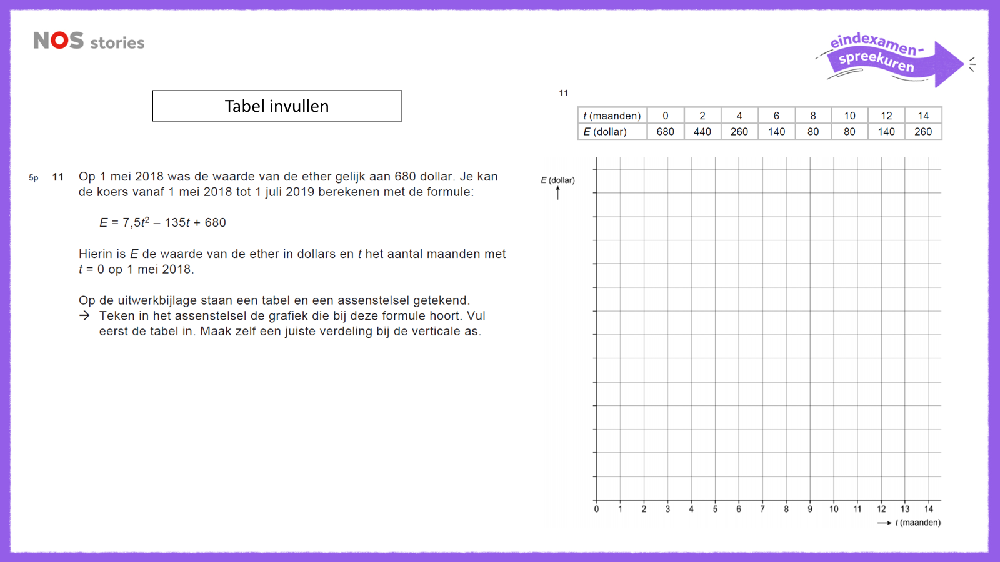 NOS stories
eindexamen-
spreekuren
Tabel invullen
5p 11 Op 1 mei 2018 was de waarde van de ether gelijk aan 680 dollar. Je kan
de koers vanaf 1 mei 2018 tot 1 juli 2019 berekenen met de formule:
E = 7,5t² – 135t + 680
Hierin is E de waarde van de ether in dollars en t het aantal maanden met
t = 0 op 1 mei 2018.
Op de uitwerkbijlage staan een tabel en een assenstelsel getekend.
→ Teken in het assenstelsel de grafiek die bij deze formule hoort. Vul
eerst de tabel in. Maak zelf een juiste verdeling bij de verticale as.
11
t (maanden) 0 2 4 6 8 10 12 14
E (dollar) 680 440 260 140 80 80 140 260
E (dollar)
0 1 2 3 4 5 6 7 8 9 10 11 12 13 14
→ t (maanden)